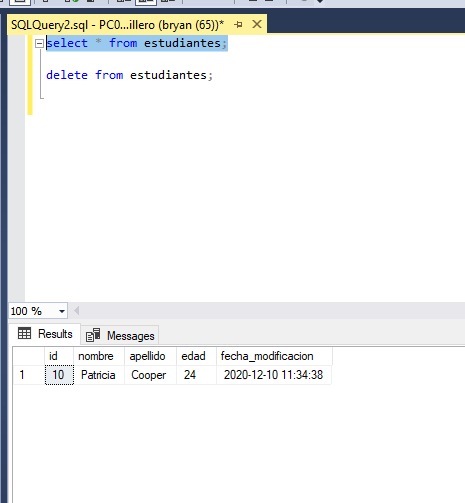 SQLQuery2.sql - PC0...illero (bryan (65))*
select * from estudiantes;
delete from estudiantes;
100 %
Results Messages
id nombre apellido edad fecha_modificacion
1 10 Patricia Cooper 24 2020-12-10 11:34:38